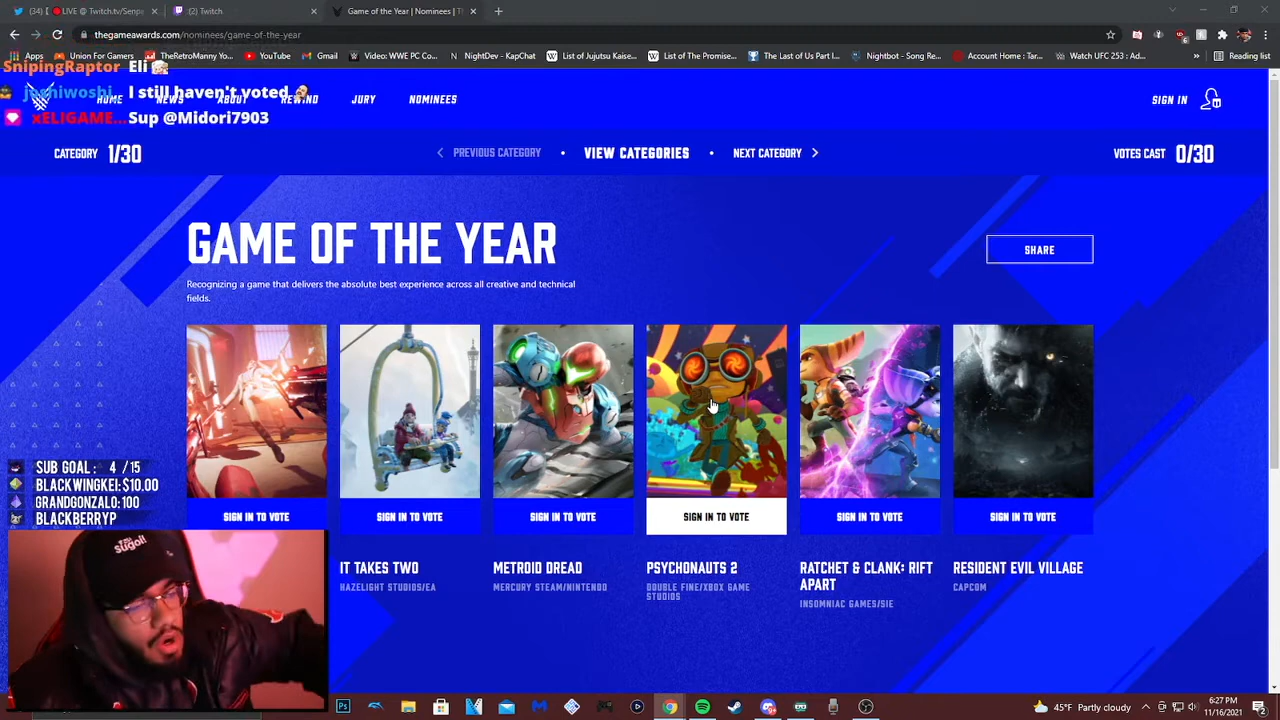 (34)
LIVE @ Twitch.tv/Senpa
Twitch
Game of the Year | Nominees | T
thegameawards.com/nominees/game-of-the-year
Apps
Union For Gamers
TheRetroManny
YouTube
Gmail
Video: WWE PC Com...
NightDev - KapChat
List of Jujutsu Kaise...
List of The Promised...
The Last of Us Part I...
Nightbot - Song Re...
Account Home : Tar...
Watch UFC 253 : Ad...
»
Reading list
SnipingRaptor Eli
joshiwoshi I still haven't voted
xELIGAME... Sup @Midori7903
HOME
NEWS
ABOUT
REWIND
JURY
NOMINEES
SIGN IN
CATEGORY 1/30
PREVIOUS CATEGORY
VIEW CATEGORIES
NEXT CATEGORY
VOTES CAST 0/30
GAME OF THE YEAR
SHARE
Recognizing a game that delivers the absolute best experience across all creative and technical
fields.
SUB GOAL: 4 / 15
BLACKWINGKEI:$10.00
GRANDGONZALO:100
BLACKBERRYP
SIGN IN TO VOTE
SIGN IN TO VOTE
SIGN IN TO VOTE
SIGN IN TO VOTE
SIGN IN TO VOTE
SIGN IN TO VOTE
IT TAKES TWO
HAZELIGHT STUDIOS/EA
METROID DREAD
MERCURY STEAM/NINTENDO
PSYCHONAUTS 2
DOUBLE FINE/XBOX GAME
STUDIOS
RATCHET & CLANK: RIFT
APART
INSOMNIAC GAMES/SIE
RESIDENT EVIL VILLAGE
CAPCOM
45°F Partly cloudy
6:27 PM
11/16/2021